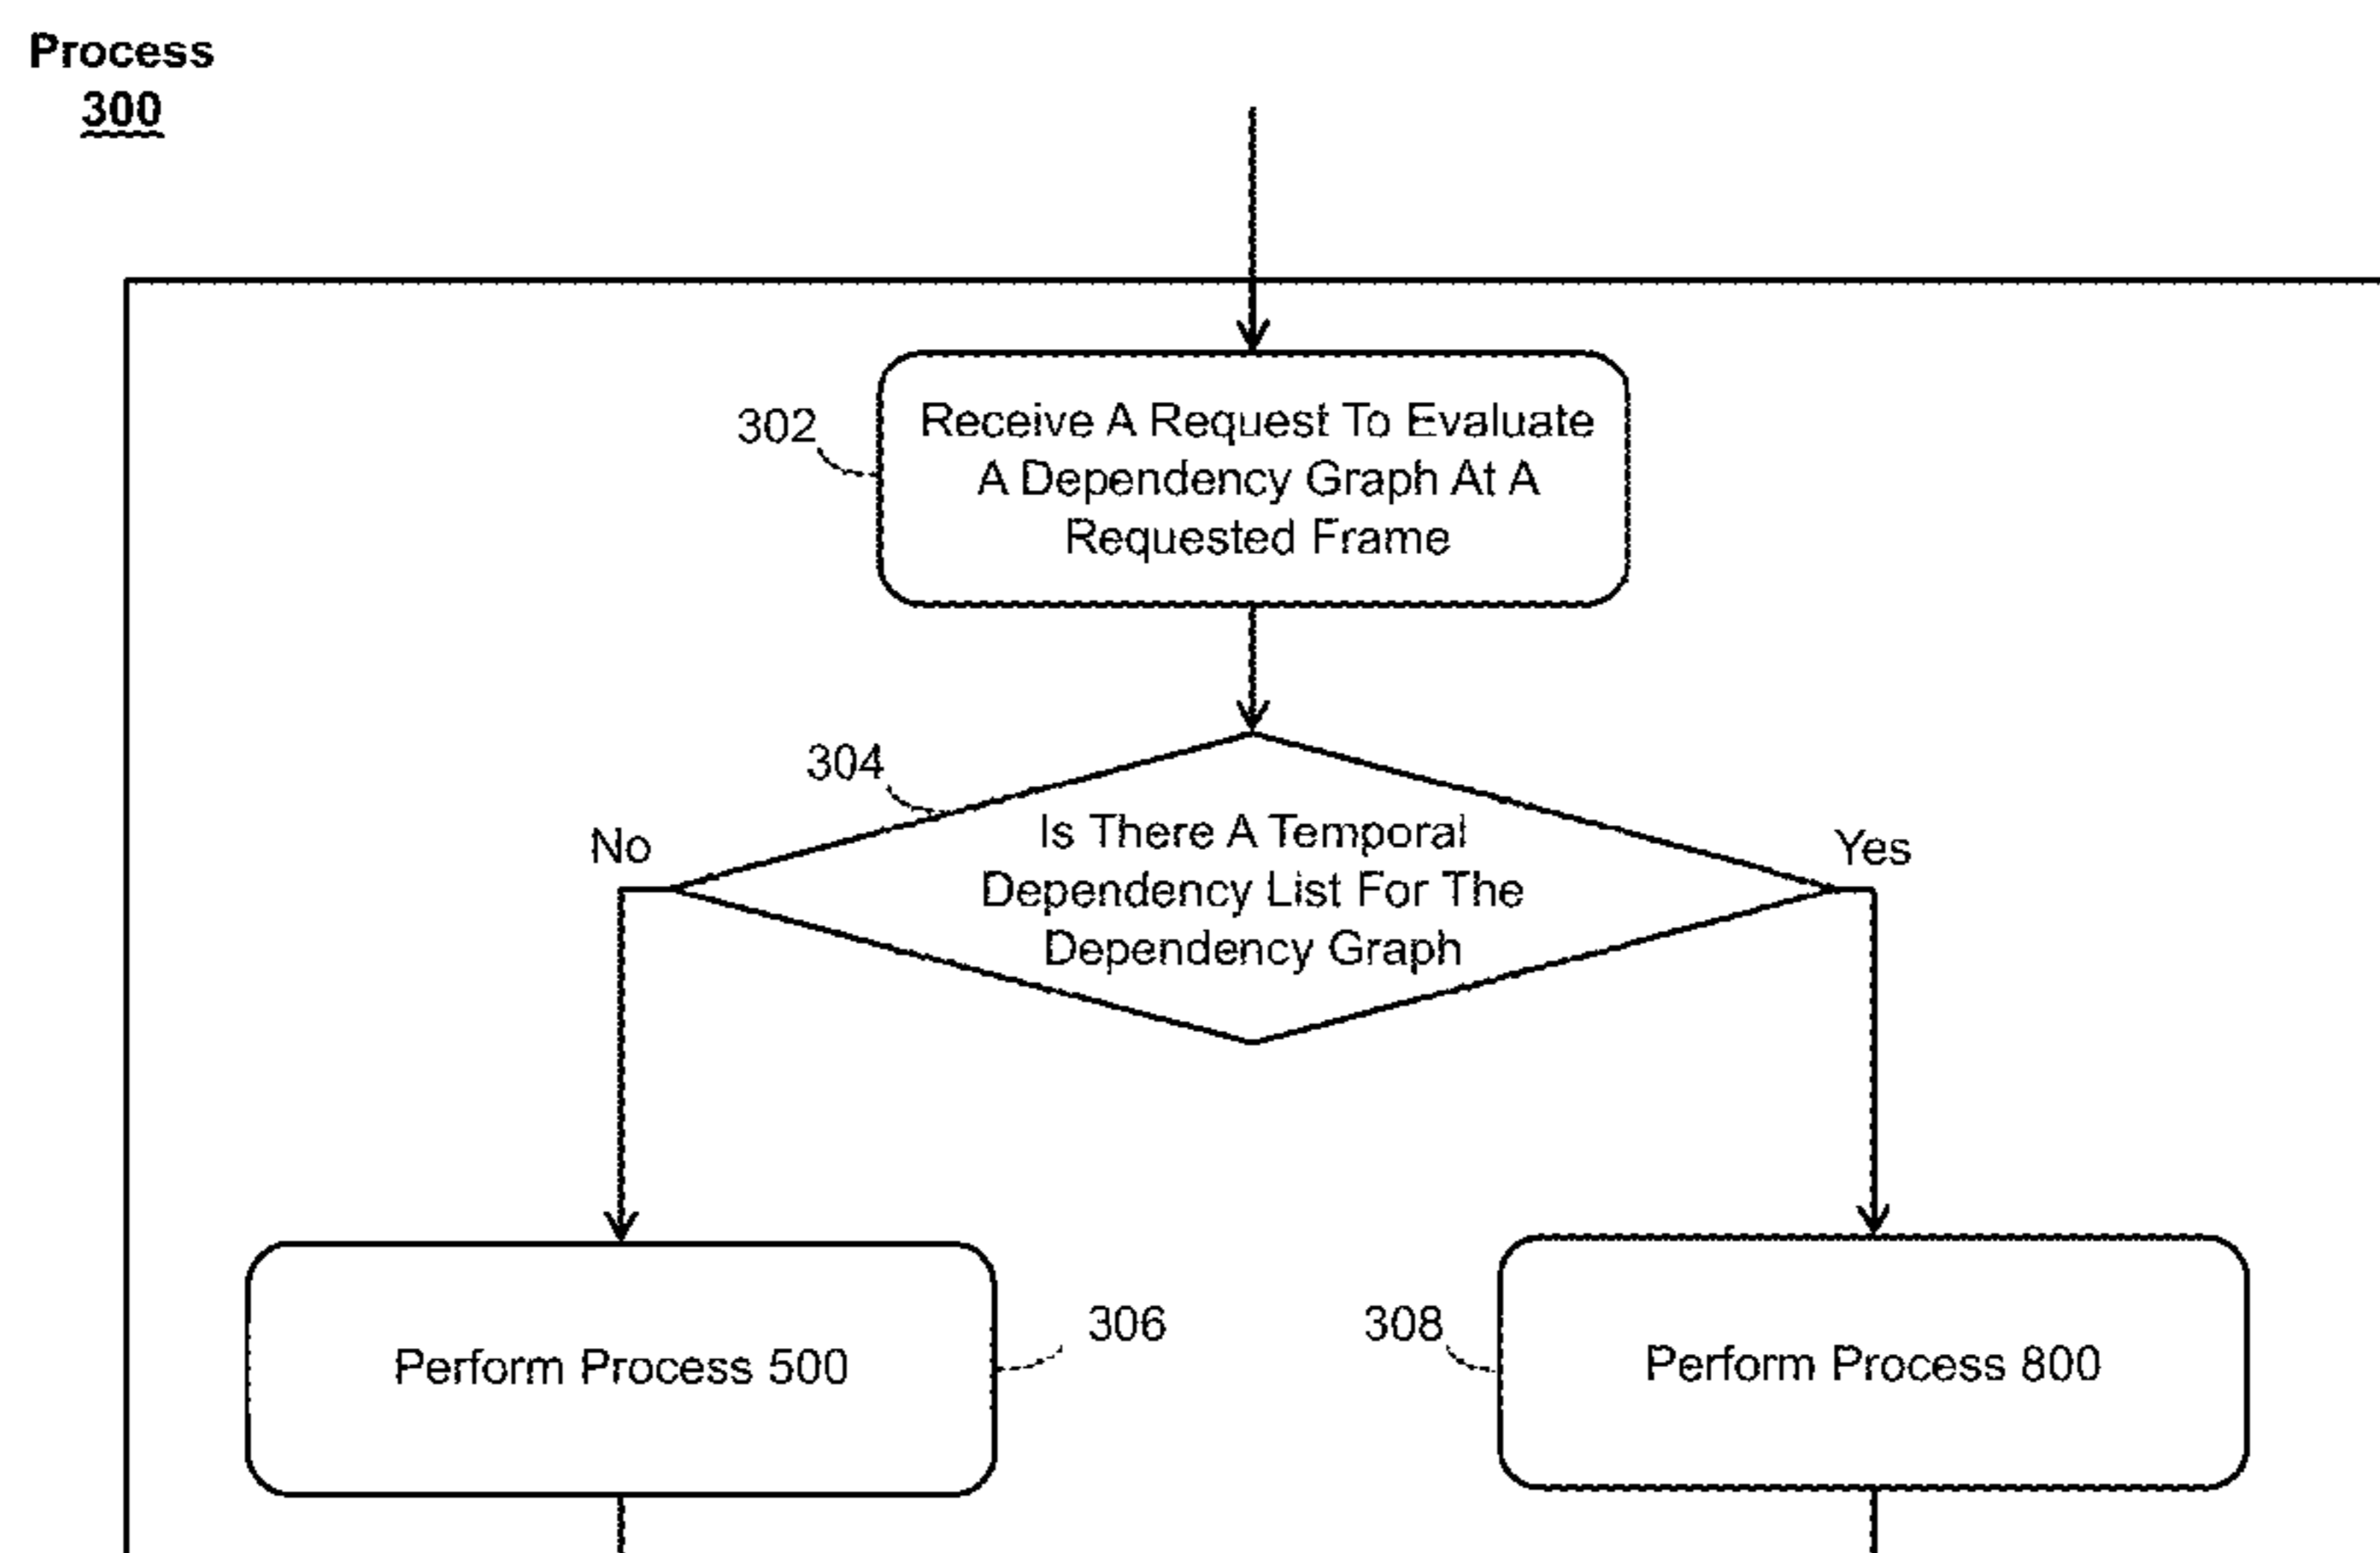 Process
300
302
Receive A Request To Evaluate
A Dependency Graph At A
Requested Frame
304
No
Yes
Is There A Temporal
Dependency List For The
Dependency Graph
306
308
Perform Process 500
Perform Process 800